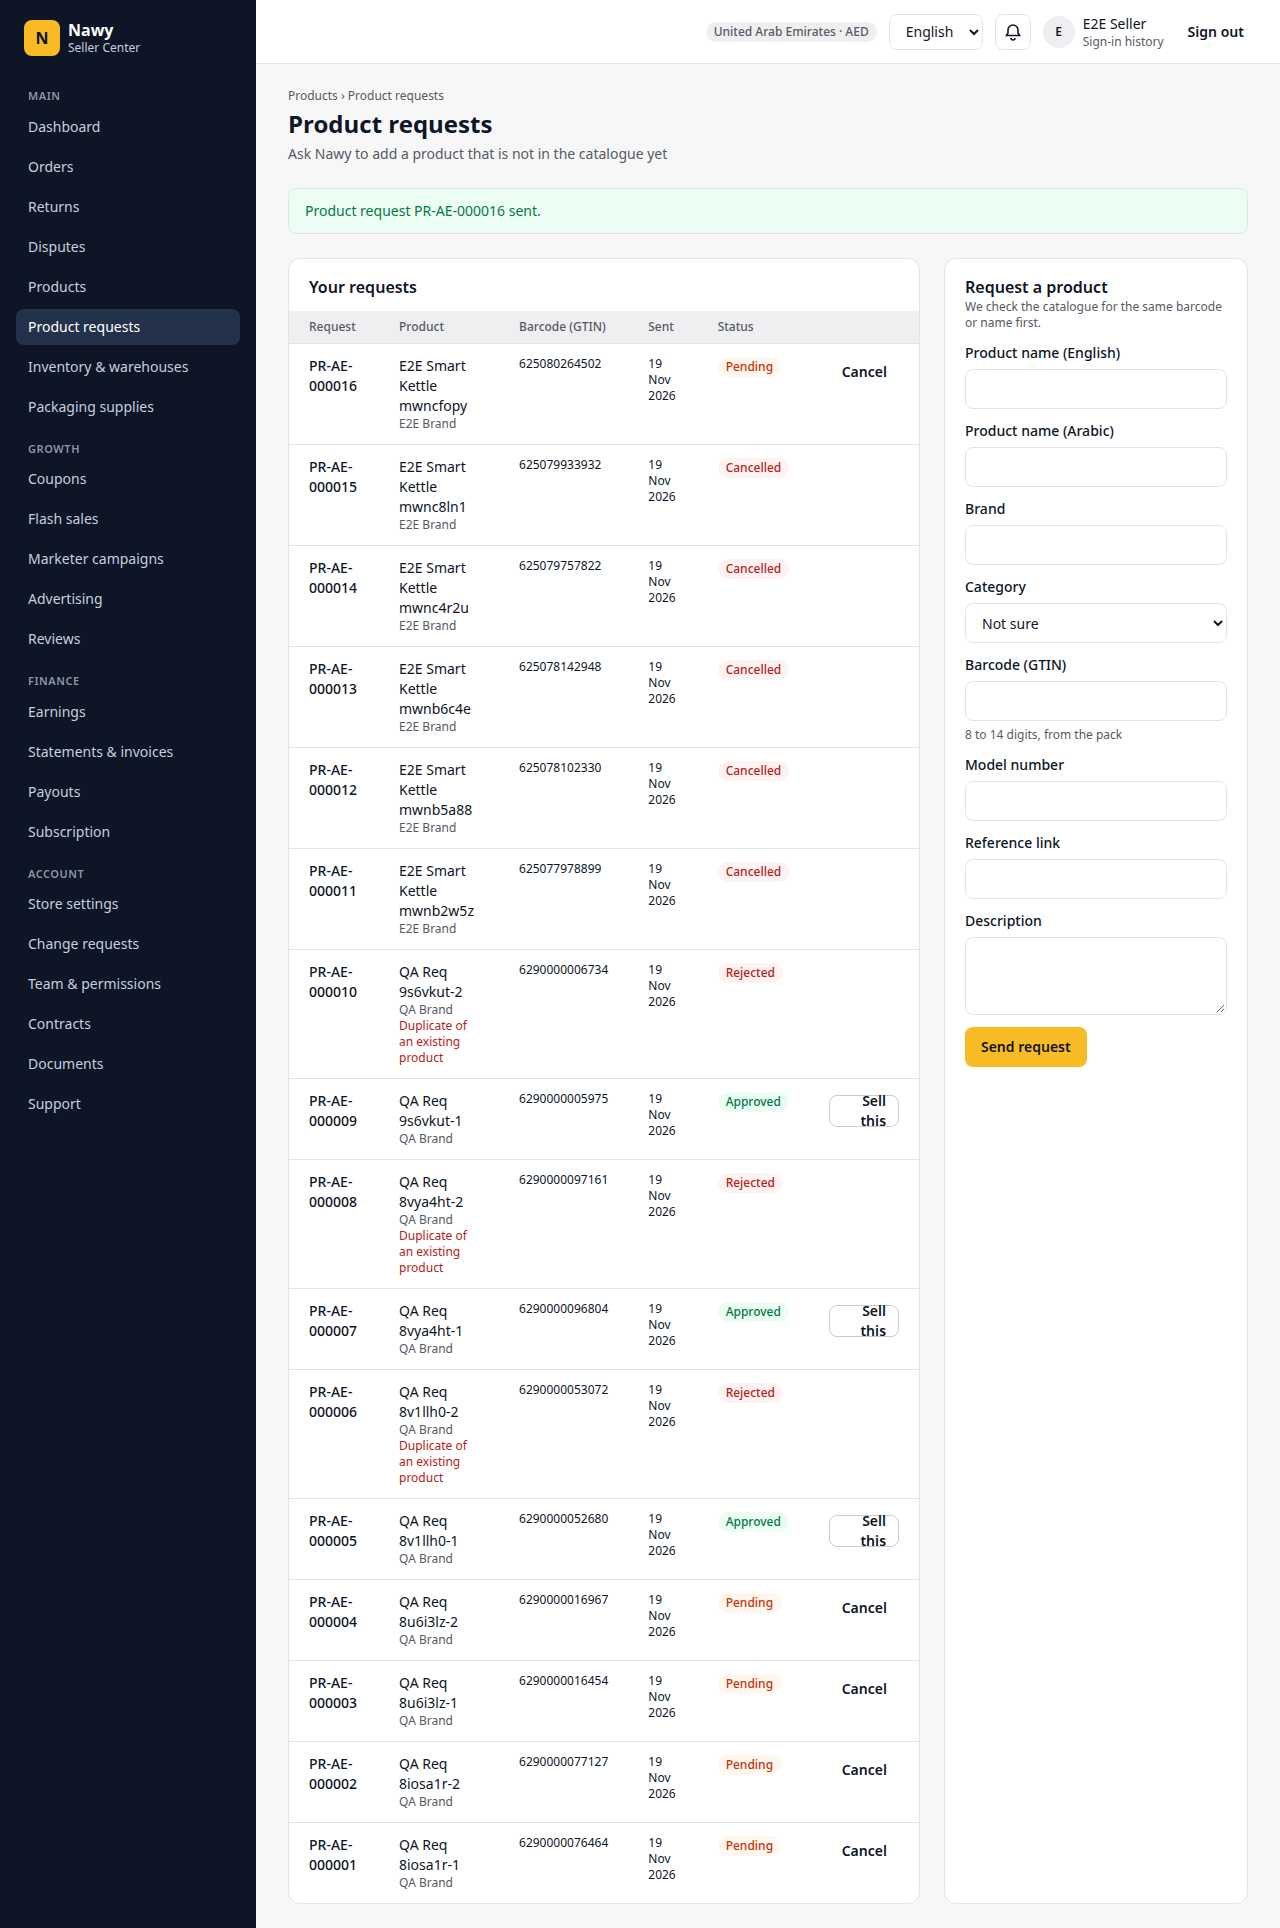 N
Nawy
Seller Center
United Arab Emirates · AED
English
E
E2E Seller
Sign-in history
Sign out
MAIN
Dashboard
Orders
Returns
Disputes
Products
Product requests
Inventory & warehouses
Packaging supplies
GROWTH
Coupons
Flash sales
Marketer campaigns
Advertising
Reviews
FINANCE
Earnings
Statements & invoices
Payouts
Subscription
ACCOUNT
Store settings
Change requests
Team & permissions
Contracts
Documents
Support
Products › Product requests
Product requests
Ask Nawy to add a product that is not in the catalogue yet
Product request PR-AE-000016 sent.
Your requests
Request Product Barcode (GTIN) Sent Status
PR-AE-
000016
E2E Smart
Kettle
mwncfopy
E2E Brand
625080264502
19
Nov
2026
Pending
Cancel
PR-AE-
000015
E2E Smart
Kettle
mwnc8ln1
E2E Brand
625079933932
19
Nov
2026
Cancelled
PR-AE-
000014
E2E Smart
Kettle
mwnc4r2u
E2E Brand
625079757822
19
Nov
2026
Cancelled
PR-AE-
000013
E2E Smart
Kettle
mwnb6c4e
E2E Brand
625078142948
19
Nov
2026
Cancelled
PR-AE-
000012
E2E Smart
Kettle
mwnb5a88
E2E Brand
625078102330
19
Nov
2026
Cancelled
PR-AE-
000011
E2E Smart
Kettle
mwnb2w5z
E2E Brand
625077978899
19
Nov
2026
Cancelled
PR-AE-
000010
QA Req
9s6vkut-2
QA Brand
Duplicate of
an existing
product
6290000006734
19
Nov
2026
Rejected
PR-AE-
000009
QA Req
9s6vkut-1
QA Brand
6290000005975
19
Nov
2026
Approved
Sell
this
PR-AE-
000008
QA Req
8vya4ht-2
QA Brand
Duplicate of
an existing
product
6290000097161
19
Nov
2026
Rejected
PR-AE-
000007
QA Req
8vya4ht-1
QA Brand
6290000096804
19
Nov
2026
Approved
Sell
this
PR-AE-
000006
QA Req
8v1llh0-2
QA Brand
Duplicate of
an existing
product
6290000053072
19
Nov
2026
Rejected
PR-AE-
000005
QA Req
8v1llh0-1
QA Brand
6290000052680
19
Nov
2026
Approved
Sell
this
PR-AE-
000004
QA Req
8u6i3lz-2
QA Brand
6290000016967
19
Nov
2026
Pending
Cancel
PR-AE-
000003
QA Req
8u6i3lz-1
QA Brand
6290000016454
19
Nov
2026
Pending
Cancel
PR-AE-
000002
QA Req
8iosa1r-2
QA Brand
6290000077127
19
Nov
2026
Pending
Cancel
PR-AE-
000001
QA Req
8iosa1r-1
QA Brand
6290000076464
19
Nov
2026
Pending
Cancel
Request a product
We check the catalogue for the same barcode
or name first.
Product name (English)
Product name (Arabic)
Brand
Category
Not sure
Barcode (GTIN)
8 to 14 digits, from the pack
Model number
Reference link
Description
Send request